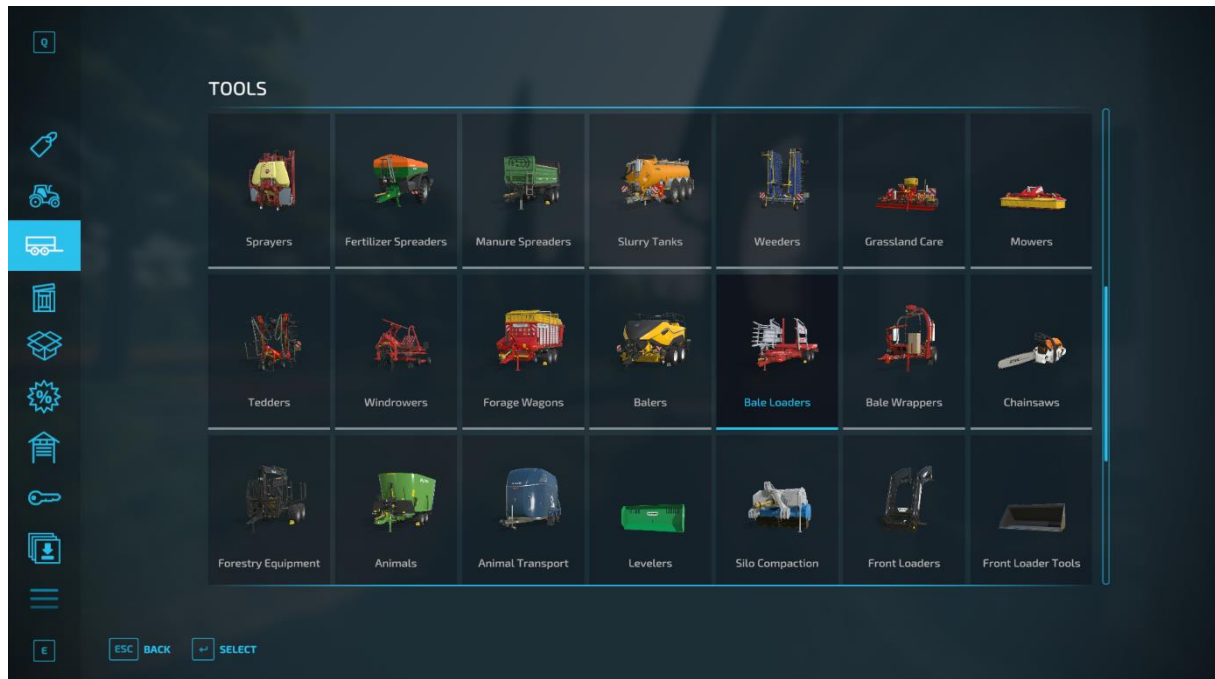 Q
TOOLS
Sprayers
Fertilizer Spreaders
Manure Spreaders
Slurry Tanks
Weeders
Grassland Care
Mowers
Tedders
Windrowers
Forage Wagons
Balers
Bale Loaders
Bale Wrappers
Chainsaws
Forestry Equipment
Animals
Animal Transport
Levelers
Silo Compaction
Front Loaders
Front Loader Tools
E
ESC BACK
SELECT